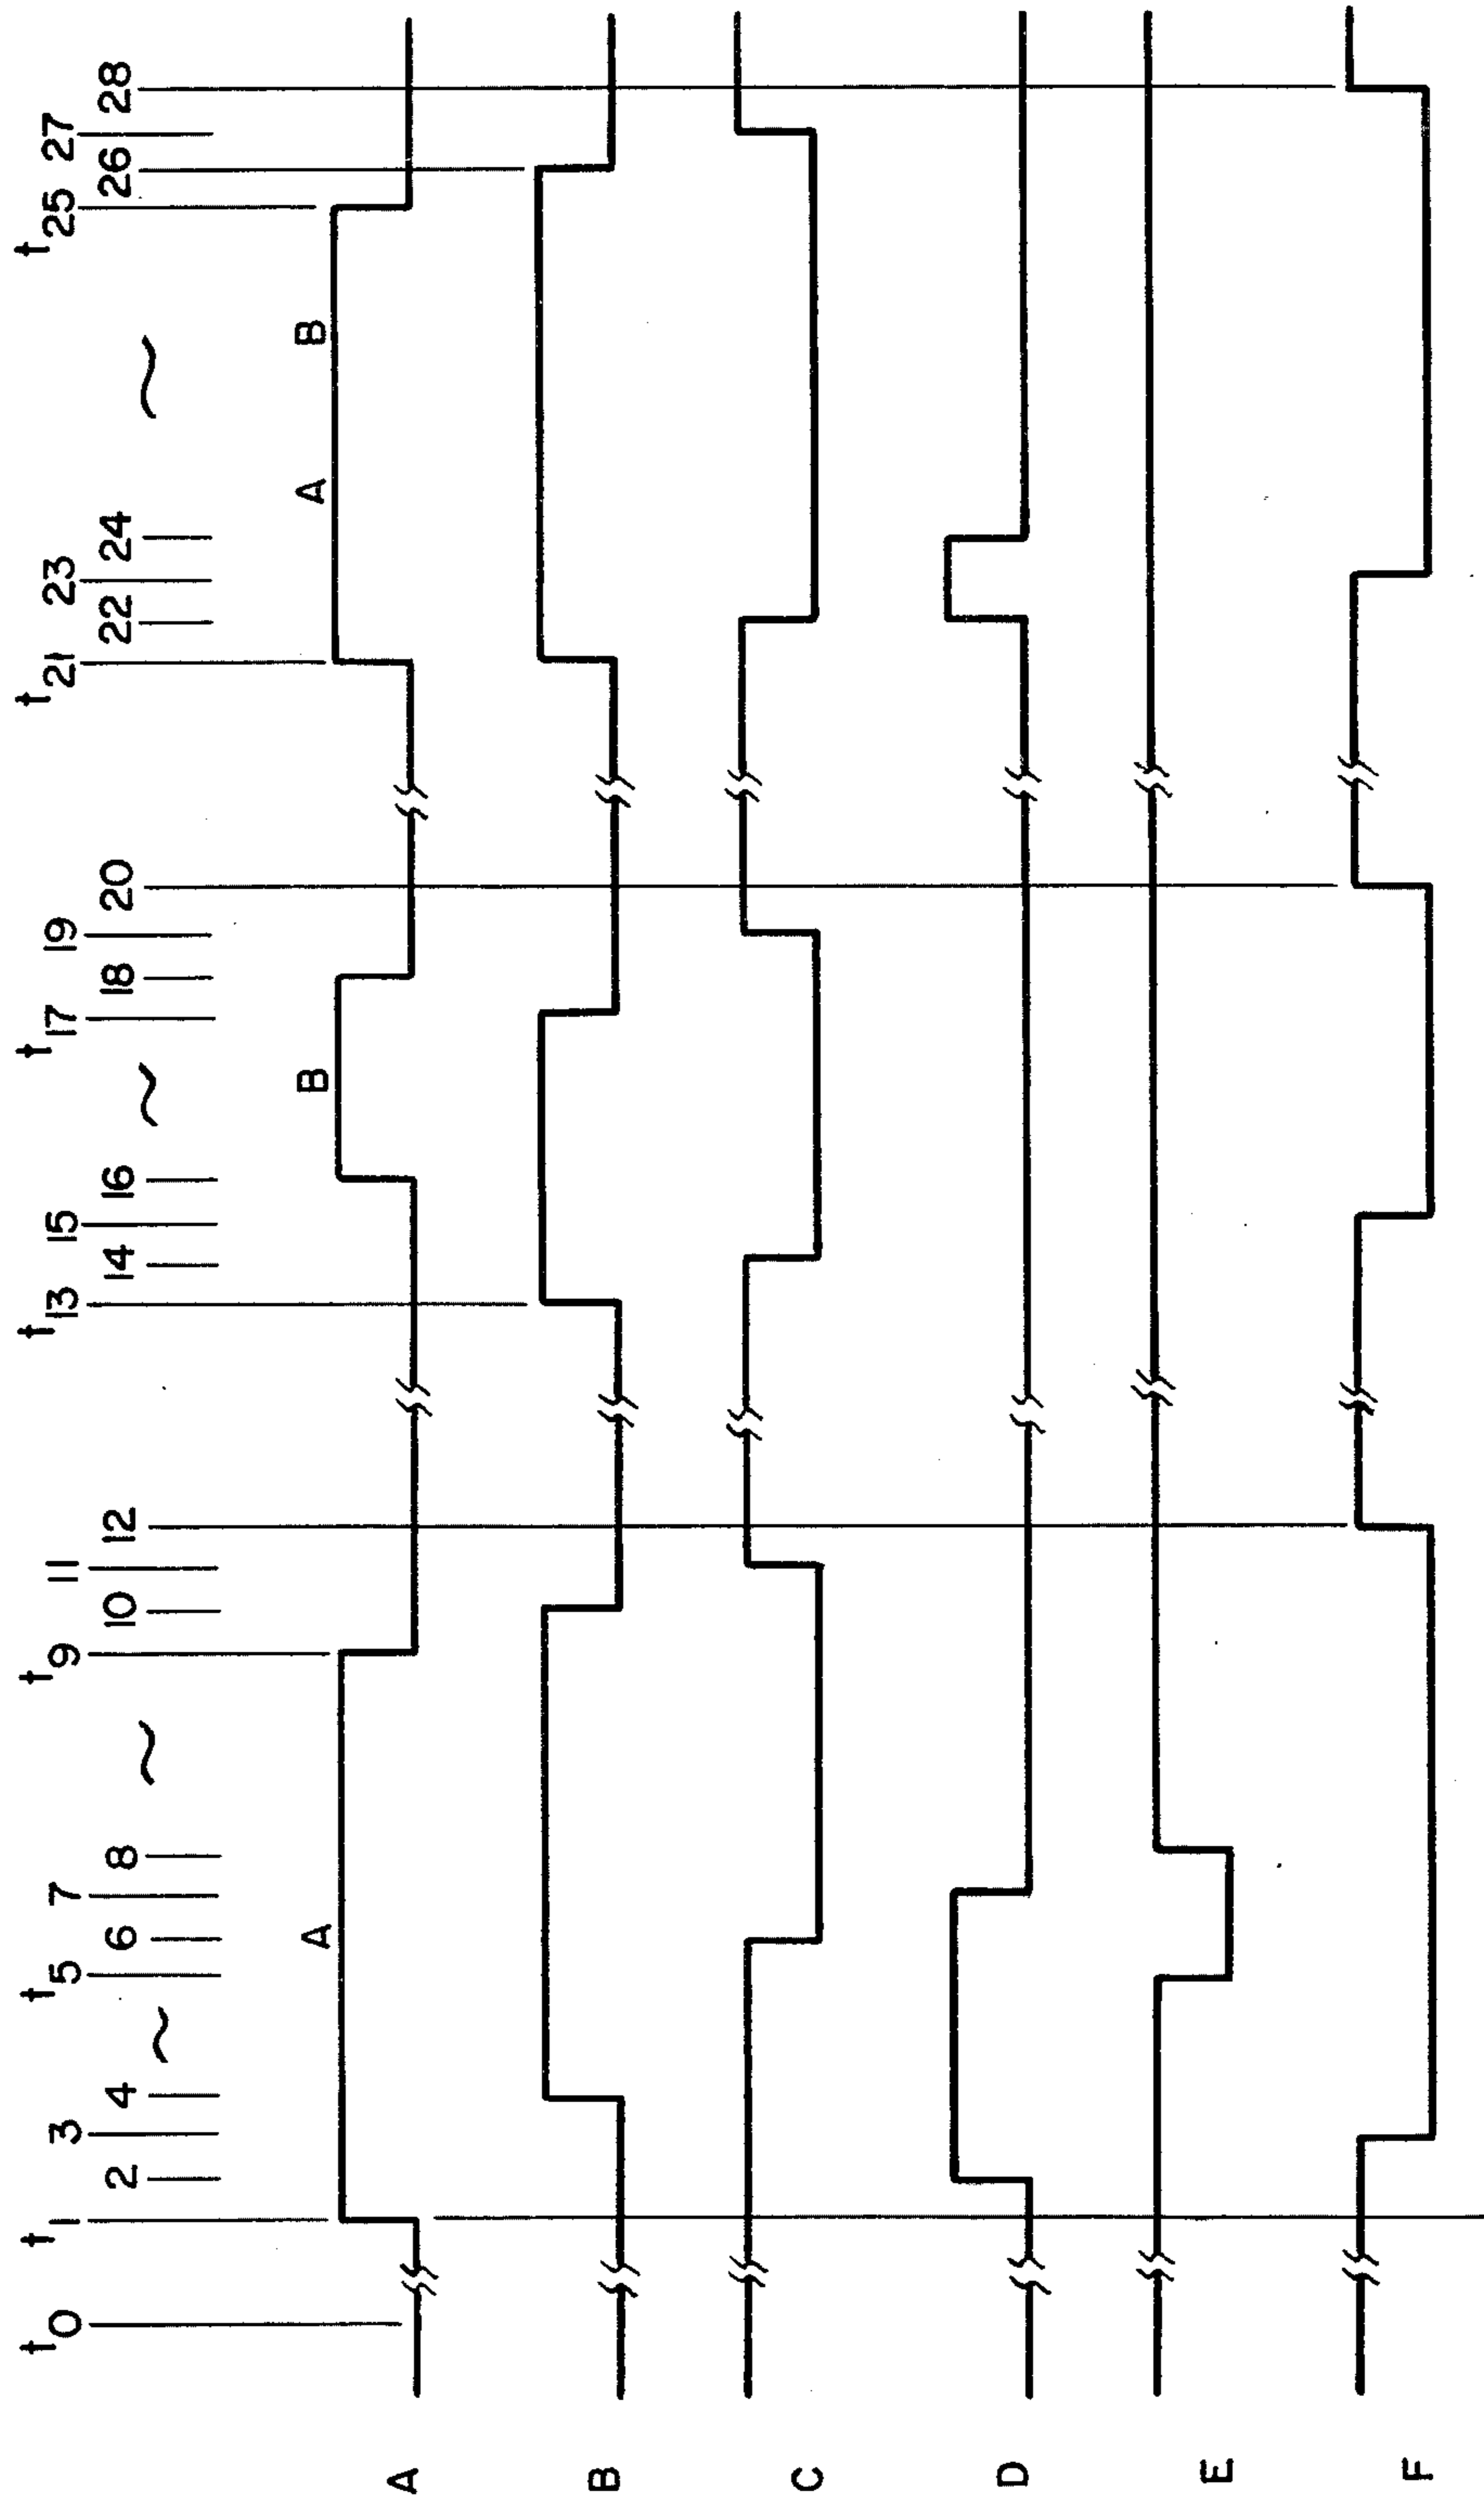 t0 t1 3 t5 7 t9 11 t13 15 t17 19 t21 23 t25 27
2 4 ~ 6 8 ~ 10 12 14 16 ~ 18 20 22 24 ~ 26 28
A A B A B
B
C
D
E
F